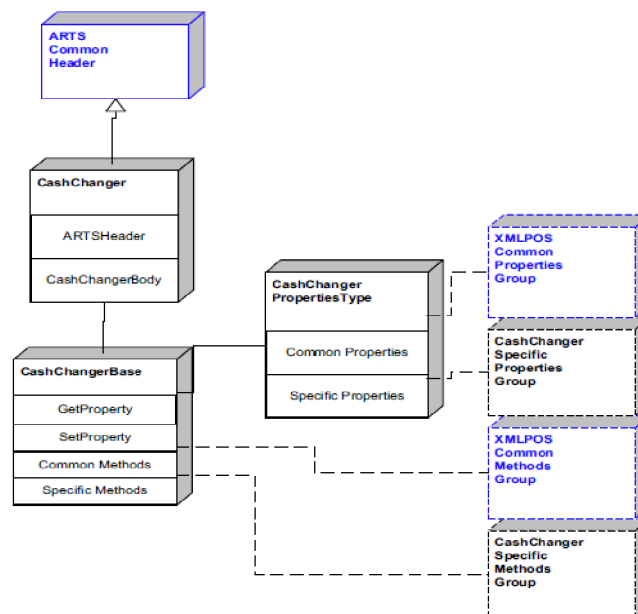 ARTS
Common
Header
CashChanger
ARTSHeader
CashChangerBody
CashChangerBase
GetProperty
SetProperty
Common Methods
Specific Methods
CashChanger
PropertiesType
Common Properties
Specific Properties
XMLPOS
Common
Properties
Group
CashChanger
Specific
Properties
Group
XMLPOS
Common
Methods
Group
CashChanger
Specific
Methods
Group